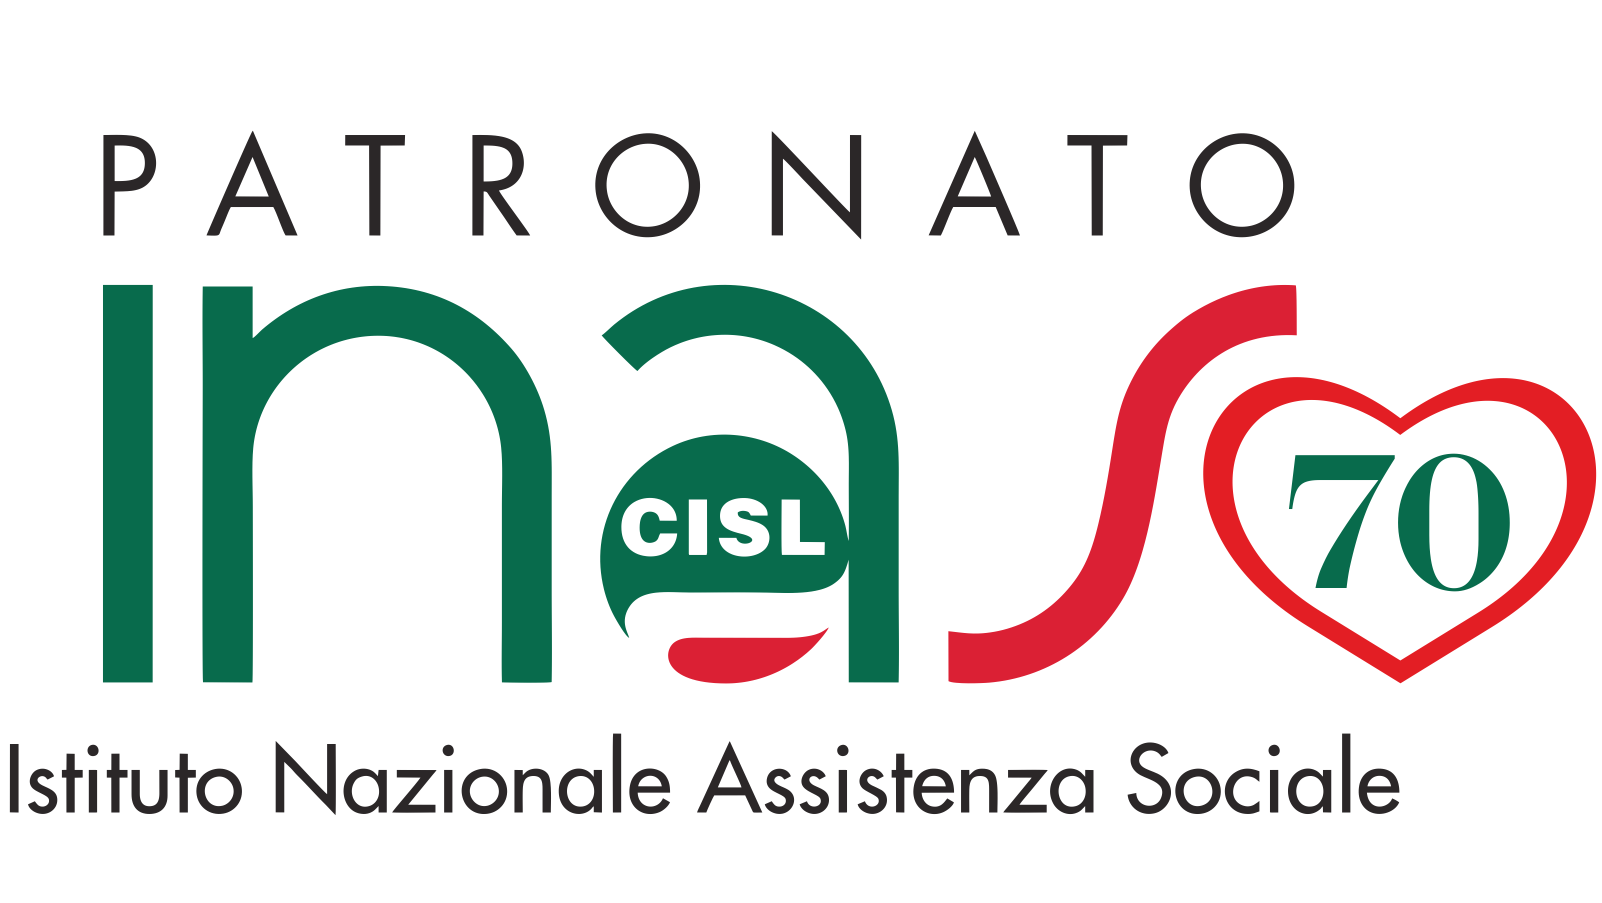 PATRONATO
inas
CISL
70
Istituto Nazionale Assistenza Sociale